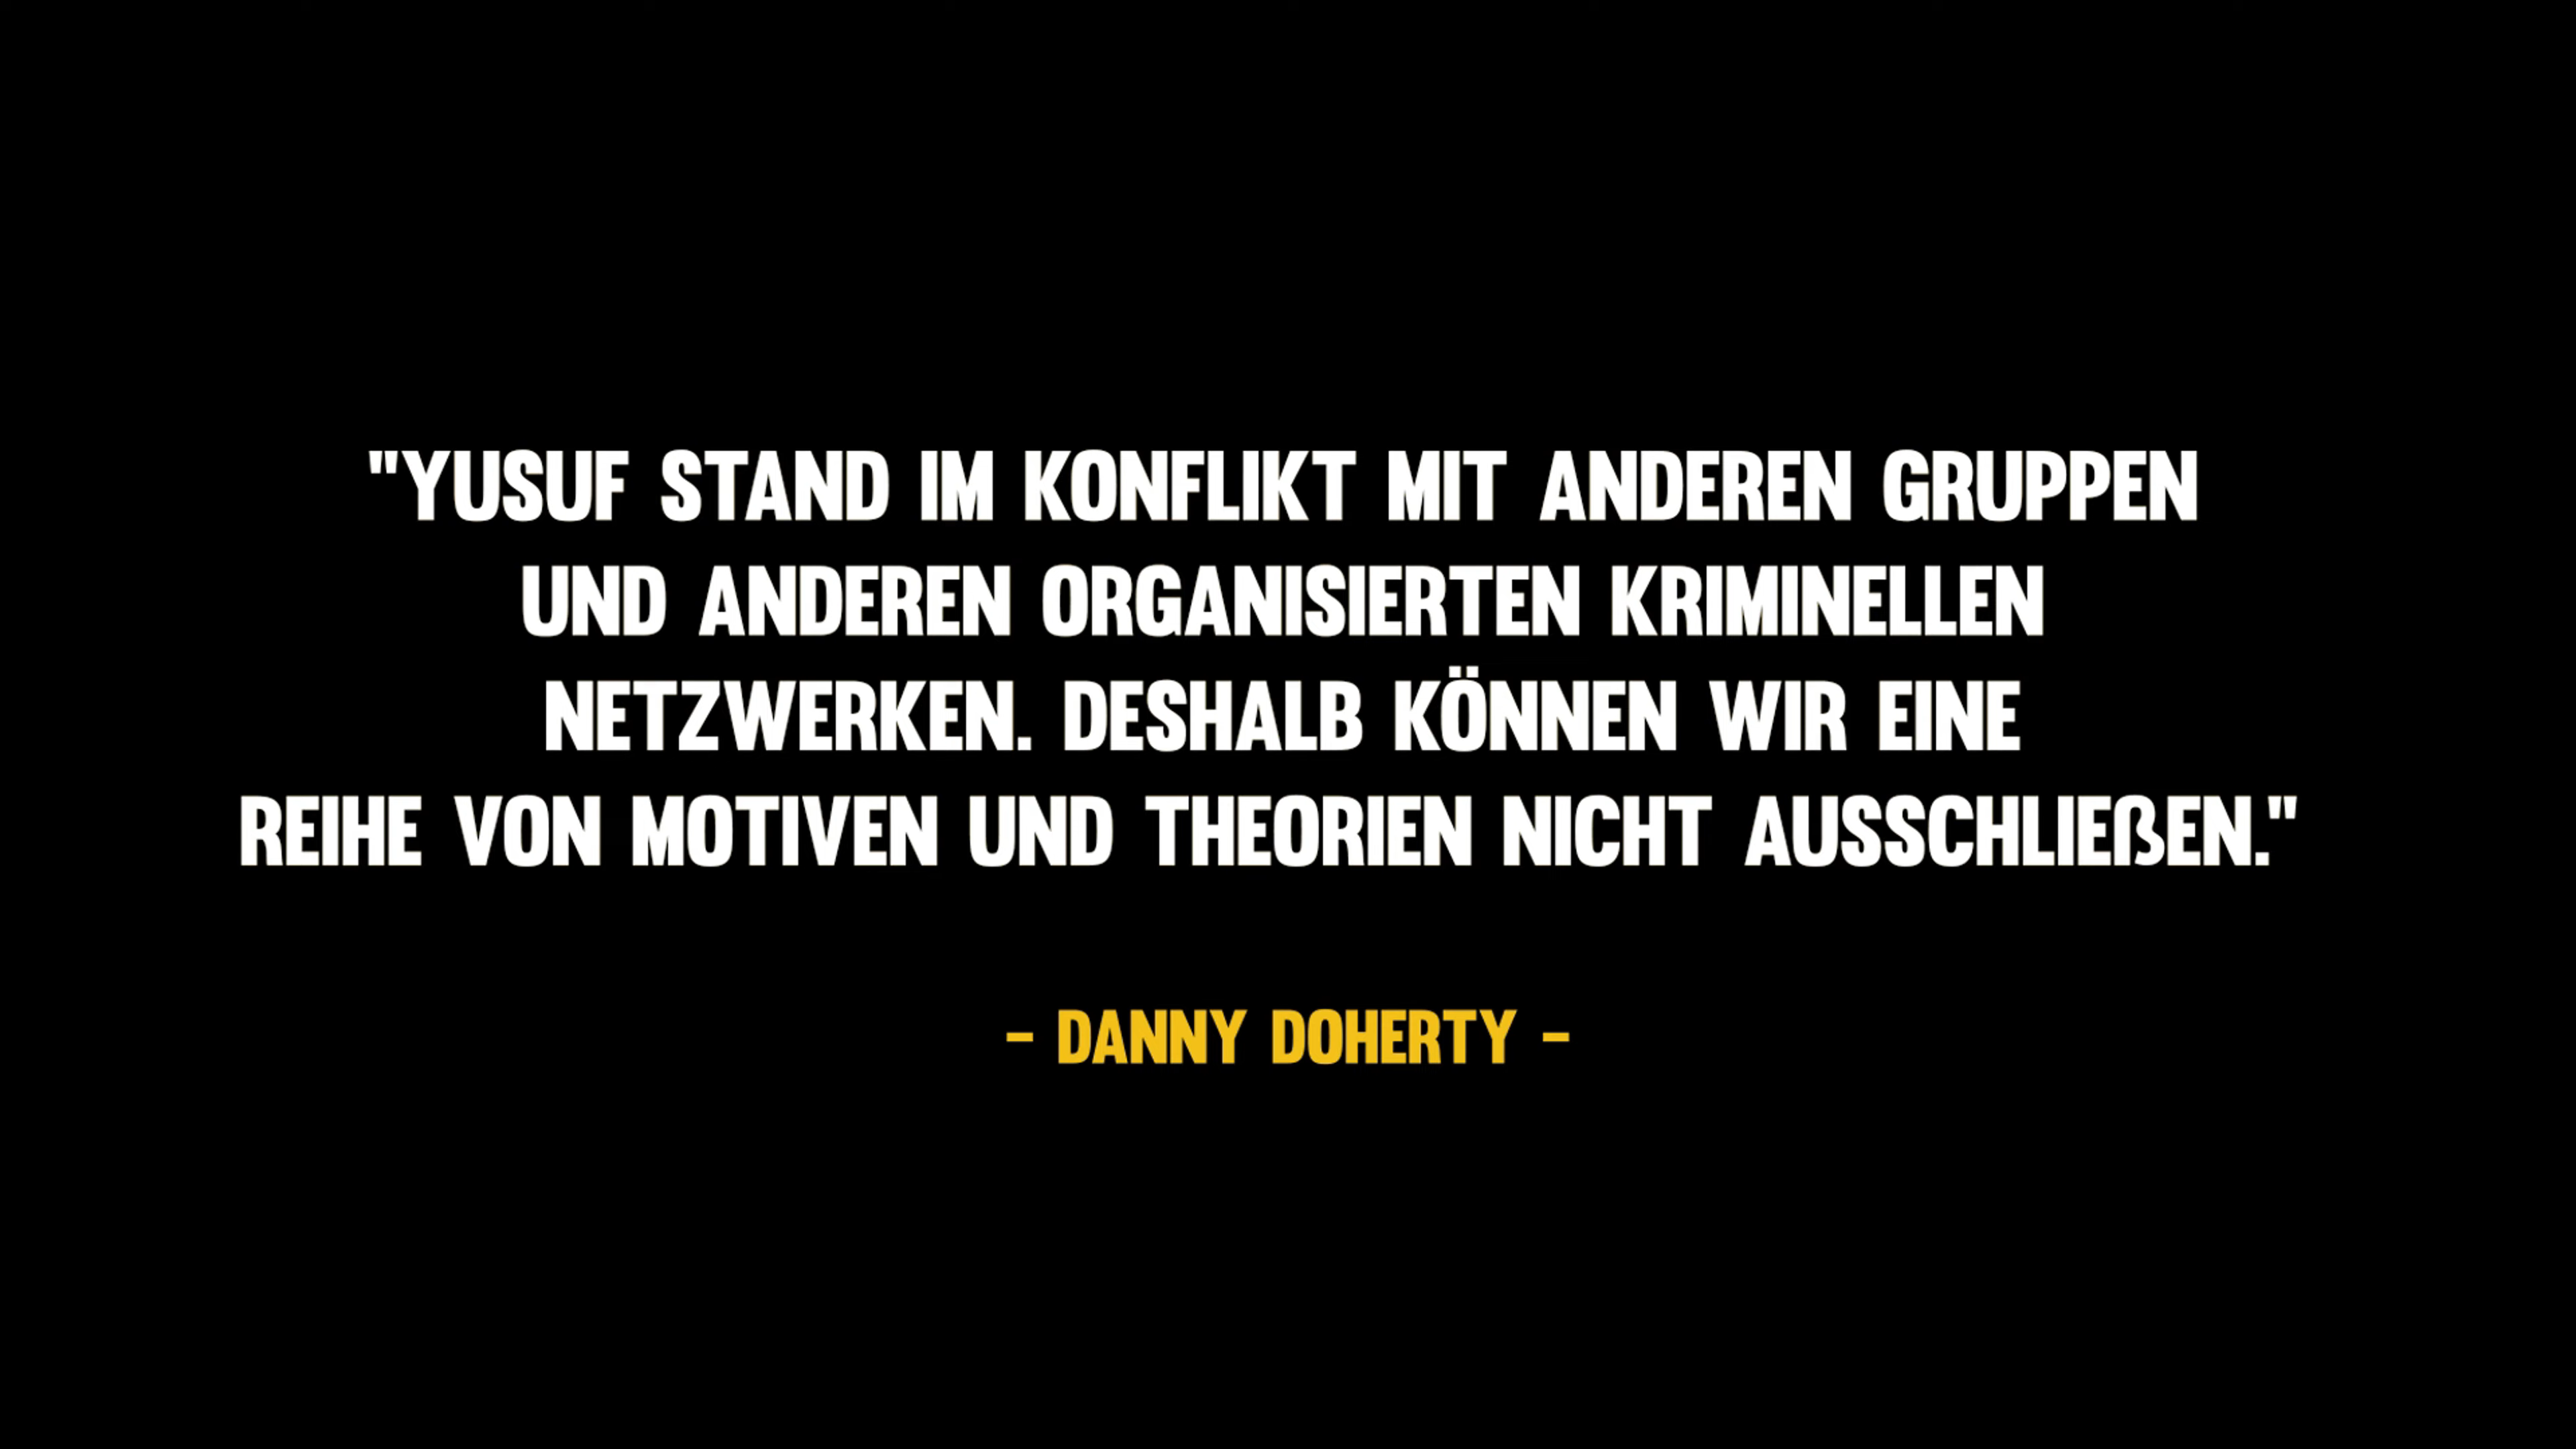 "YUSUF STAND IM KONFLIKT MIT ANDEREN GRUPPEN
UND ANDEREN ORGANISIERTEN KRIMINELLEN
NETZWERKEN. DESHALB KÖNNEN WIR EINE
REIHE VON MOTIVEN UND THEORIEN NICHT AUSSCHLIEßEN."
- DANNY DOHERTY -